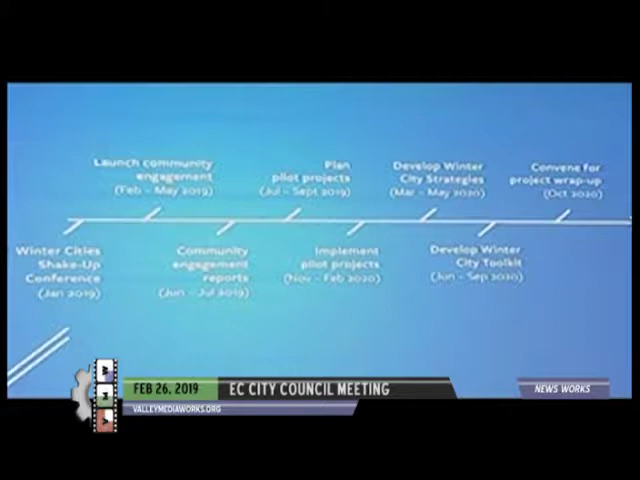 Launch community
engagement
(Feb - May 2019)
Plan
pilot projects
(Jul - Sept 2019)
Develop Winter
City Strategies
(Mar - May 2020)
Convene for
project wrap-up
(Oct 2020)
Winter Cities
Shake-Up
Conference
(Jan 2019)
Community
engagement
reports
(Jun - Jul 2019)
Implement
pilot projects
(Nov - Feb 2020)
Develop Winter
City Toolkit
(Jun - Sep 2020)
FEB 26, 2019
EC CITY COUNCIL MEETING
NEWS WORKS
VALLEYMEDIAWORKS.ORG
V
M
W